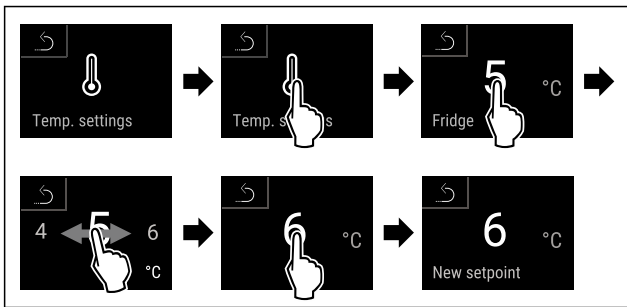 Temp. settings
Temp. s s
5 °C
Fridge
4 5 6
°C
6 °C
6 °C
New setpoint